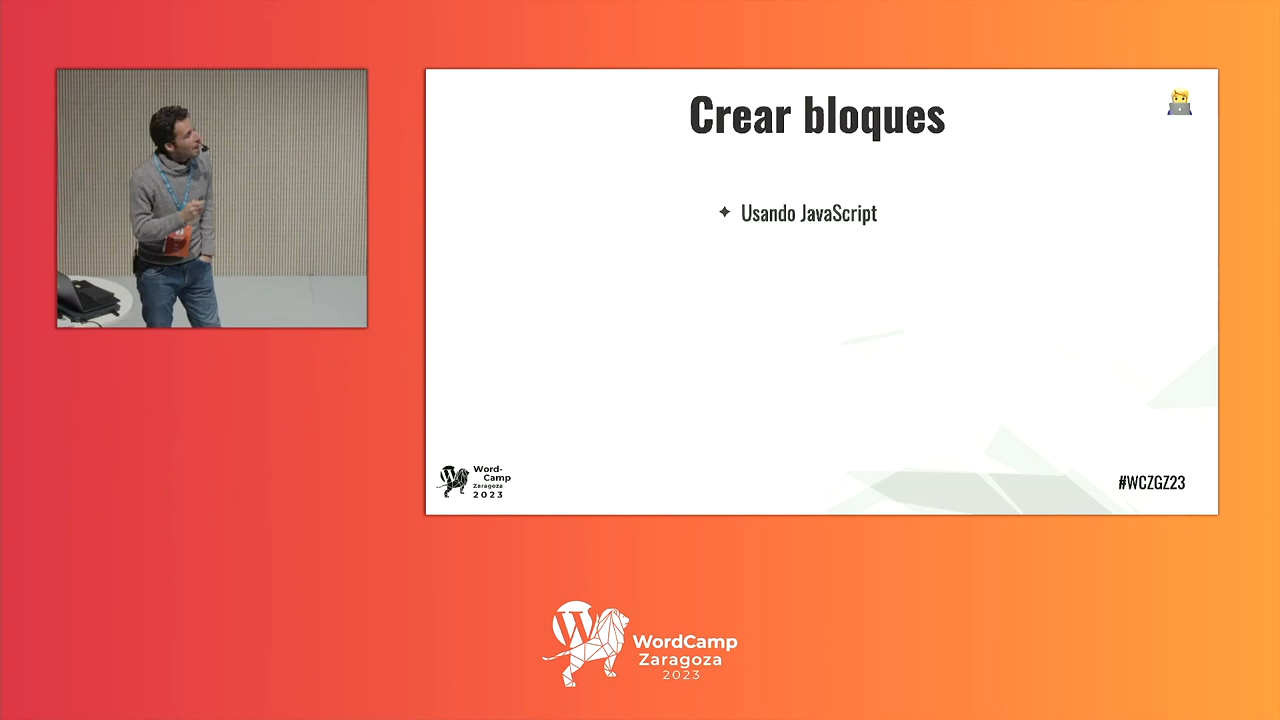 Crear bloques
Usando JavaScript
Word-
Camp
Zaragoza
2023
#WCZGZ23
WordCamp
Zaragoza
2023